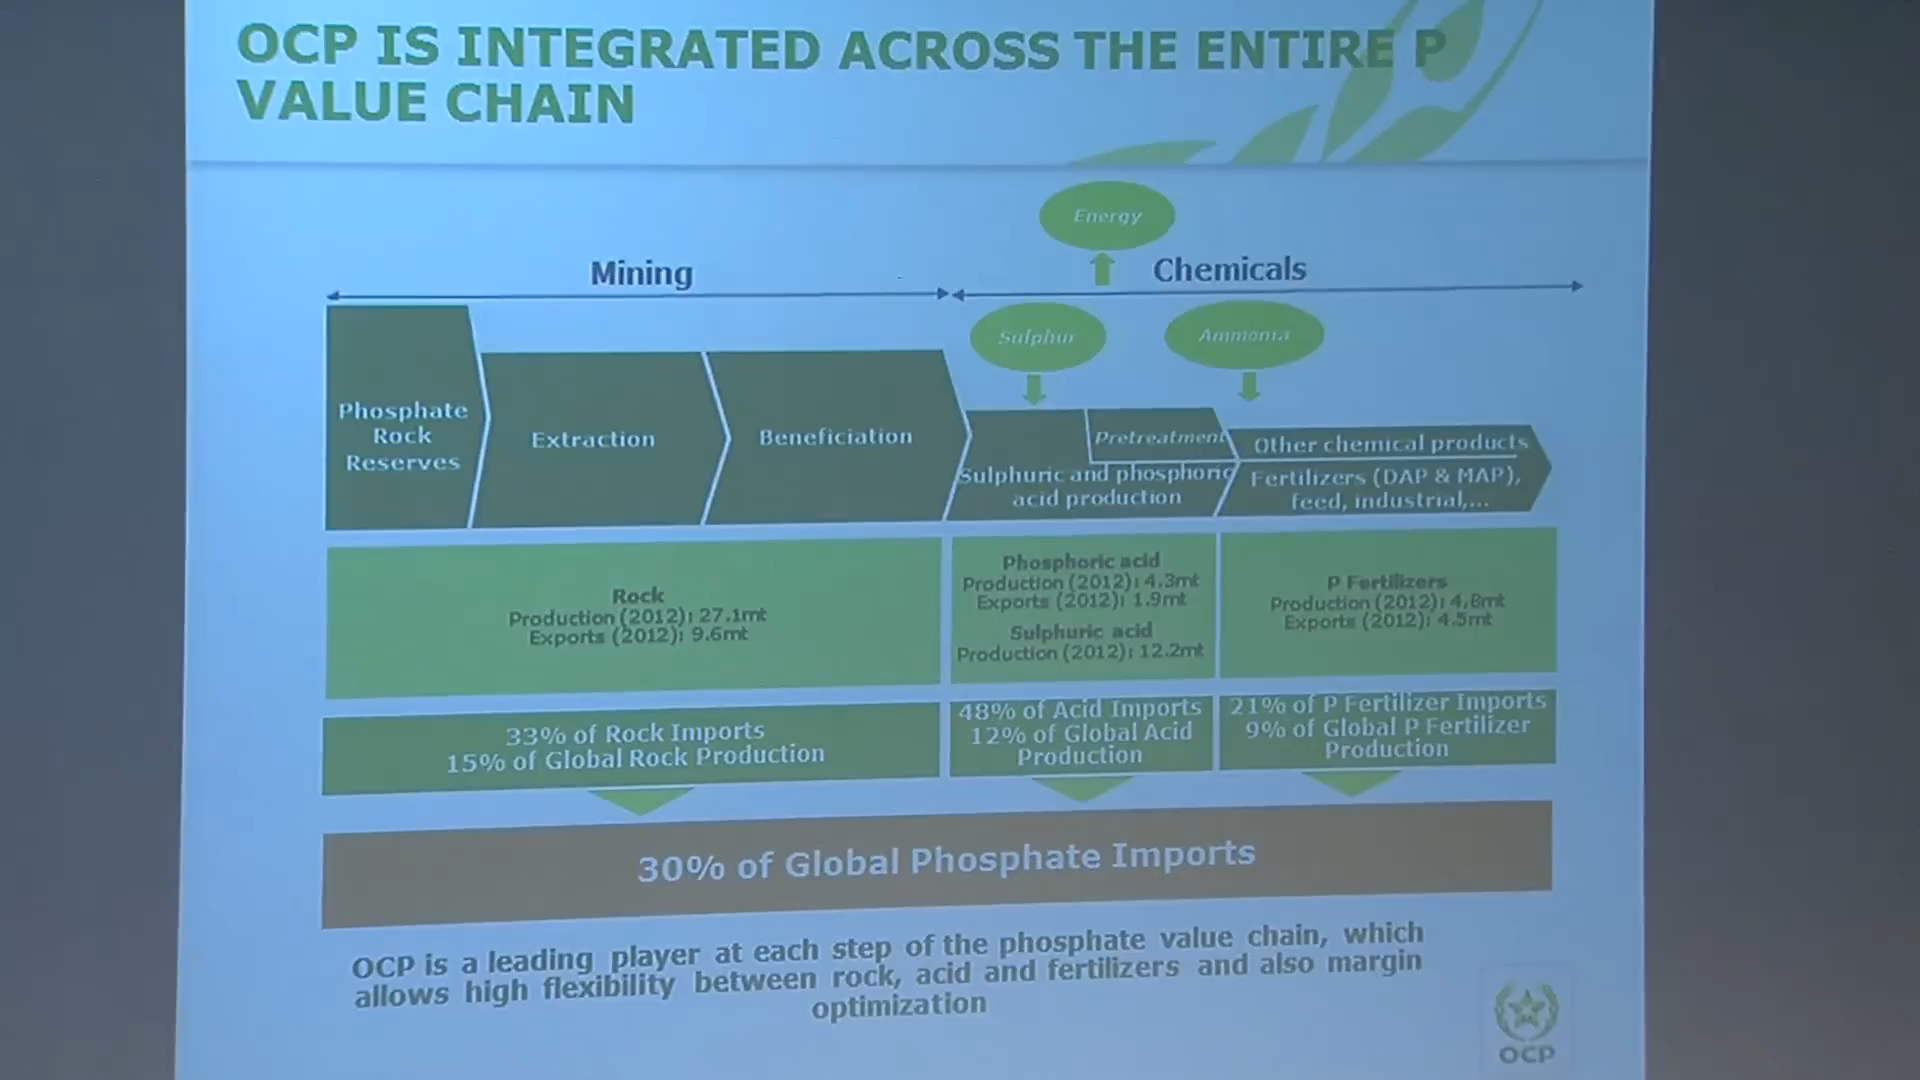 OCP IS INTEGRATED ACROSS THE ENTIRE P
VALUE CHAIN
Energy
Mining
Chemicals
Sulphur
Ammonia
Phosphate
Rock
Reserves
Extraction
Beneficiation
Pretreatment
Sulphuric and phosphoric
acid production
Other chemical products
Fertilizers (DAP & MAP),
feed, industrial,...
Rock
Production (2012): 27.1mt
Exports (2012): 9.6mt
Phosphoric acid
Production (2012): 4.3mt
Exports (2012): 1.9mt
Sulphuric acid
Production (2012): 12.2mt
P Fertilizers
Production (2012): 4.8mt
Exports (2012): 4.5mt
33% of Rock Imports
15% of Global Rock Production
48% of Acid Imports
12% of Global Acid
Production
21% of P Fertilizer Imports
9% of Global P Fertilizer
Production
30% of Global Phosphate Imports
OCP is a leading player at each step of the phosphate value chain, which
allows high flexibility between rock, acid and fertilizers and also margin
optimization
OCP